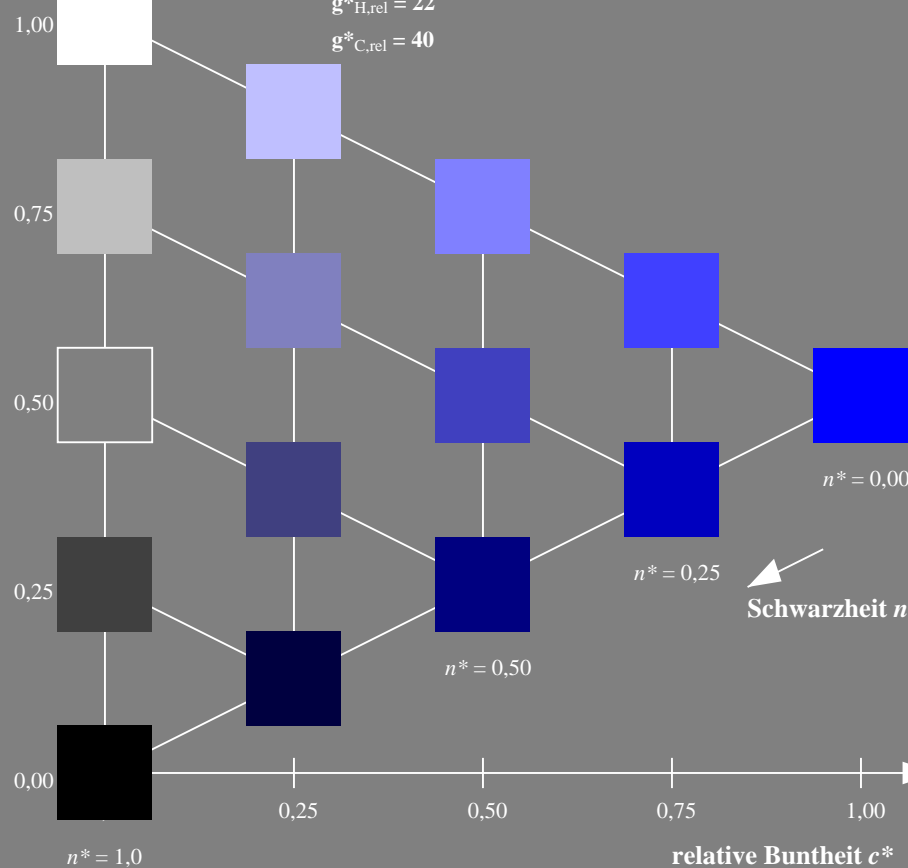 g*H,rel = 22
1,00
g*C,rel = 40
0,75
0,50
n* = 0,00
n* = 0,25
0,25
Schwarzheit n
n* = 0,50
0,00
0,25 0,50 0,75 1,00
n* = 1,0
relative Buntheit c*